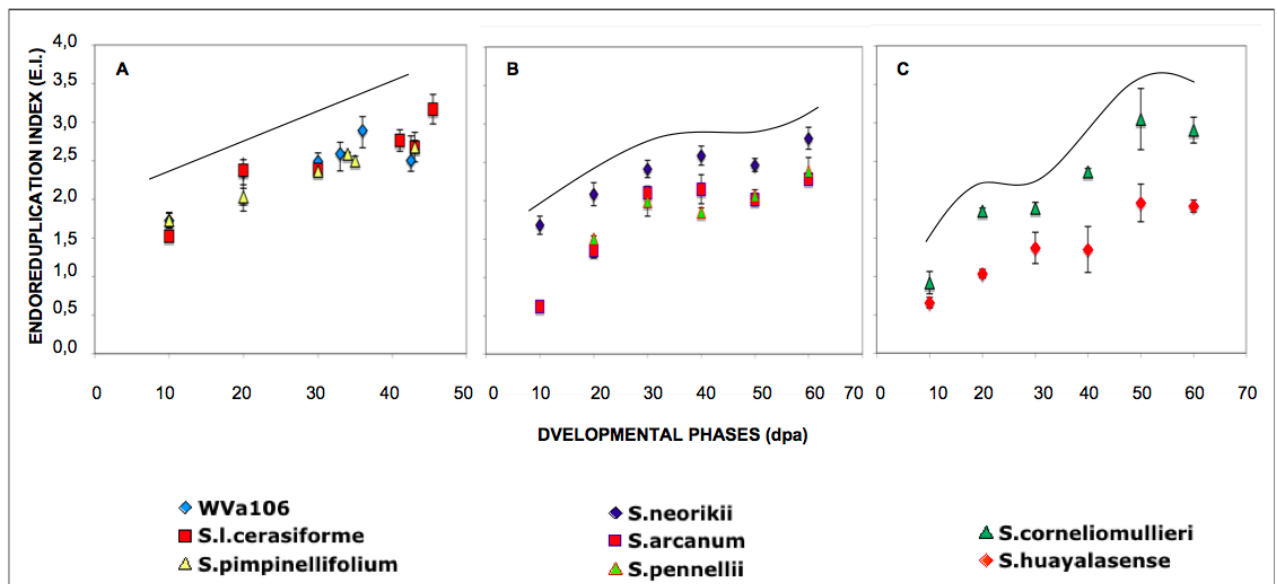 ENDOREDUPLICATION INDEX (E.I.)
4,0
3,5
3,0
2,5
2,0
1,5
1,0
0,5
0,0
A
B
C
0 10 20 30 40 50
0 10 20 30 40 50 60 70
0 10 20 30 40 50 60 70
DVELOPMENTAL PHASES (dpa)
WVa106
S.l.cerasiforme
S.pimpinellifolium
S.neorikii
S.arcanum
S.pennellii
S.corneliomullieri
S.huayalasense